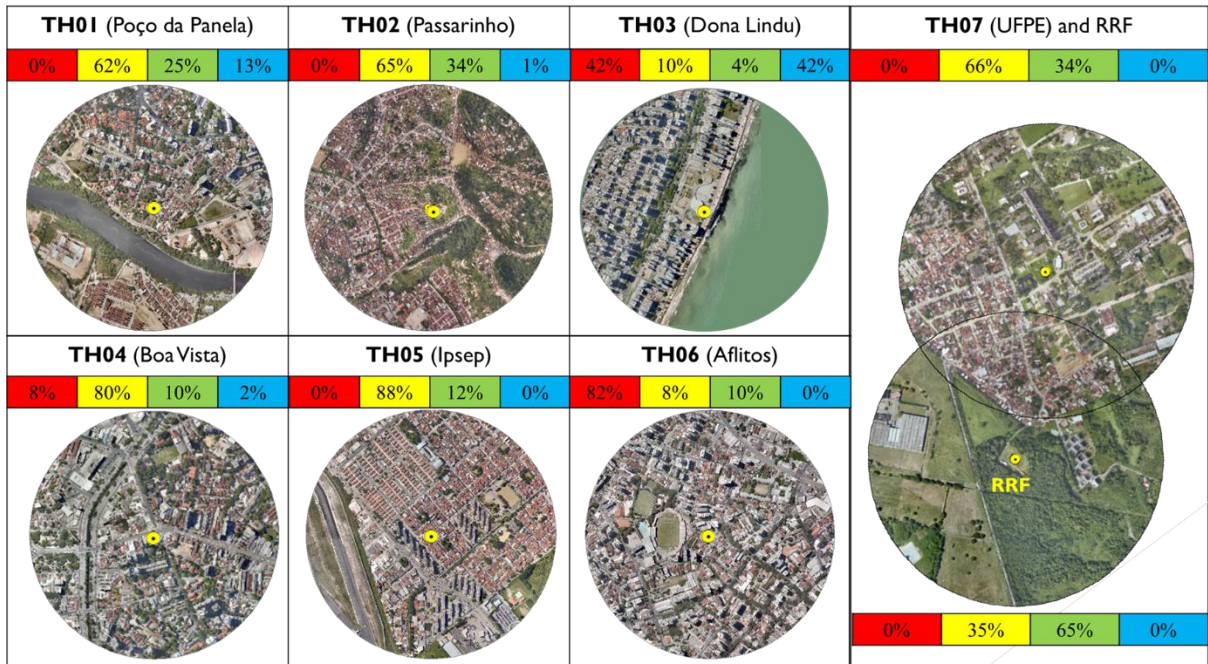 TH01 (Poço da Panela)
0% 62% 25% 13%
TH02 (Passarinho)
0% 65% 34% 1%
TH03 (Dona Lindu)
42% 10% 4% 42%
TH07 (UFPE) and RRF
0% 66% 34% 0%
TH04 (Boa Vista)
8% 80% 10% 2%
TH05 (Ipsep)
0% 88% 12% 0%
TH06 (Aflitos)
82% 8% 10% 0%
RRF
0% 35% 65% 0%